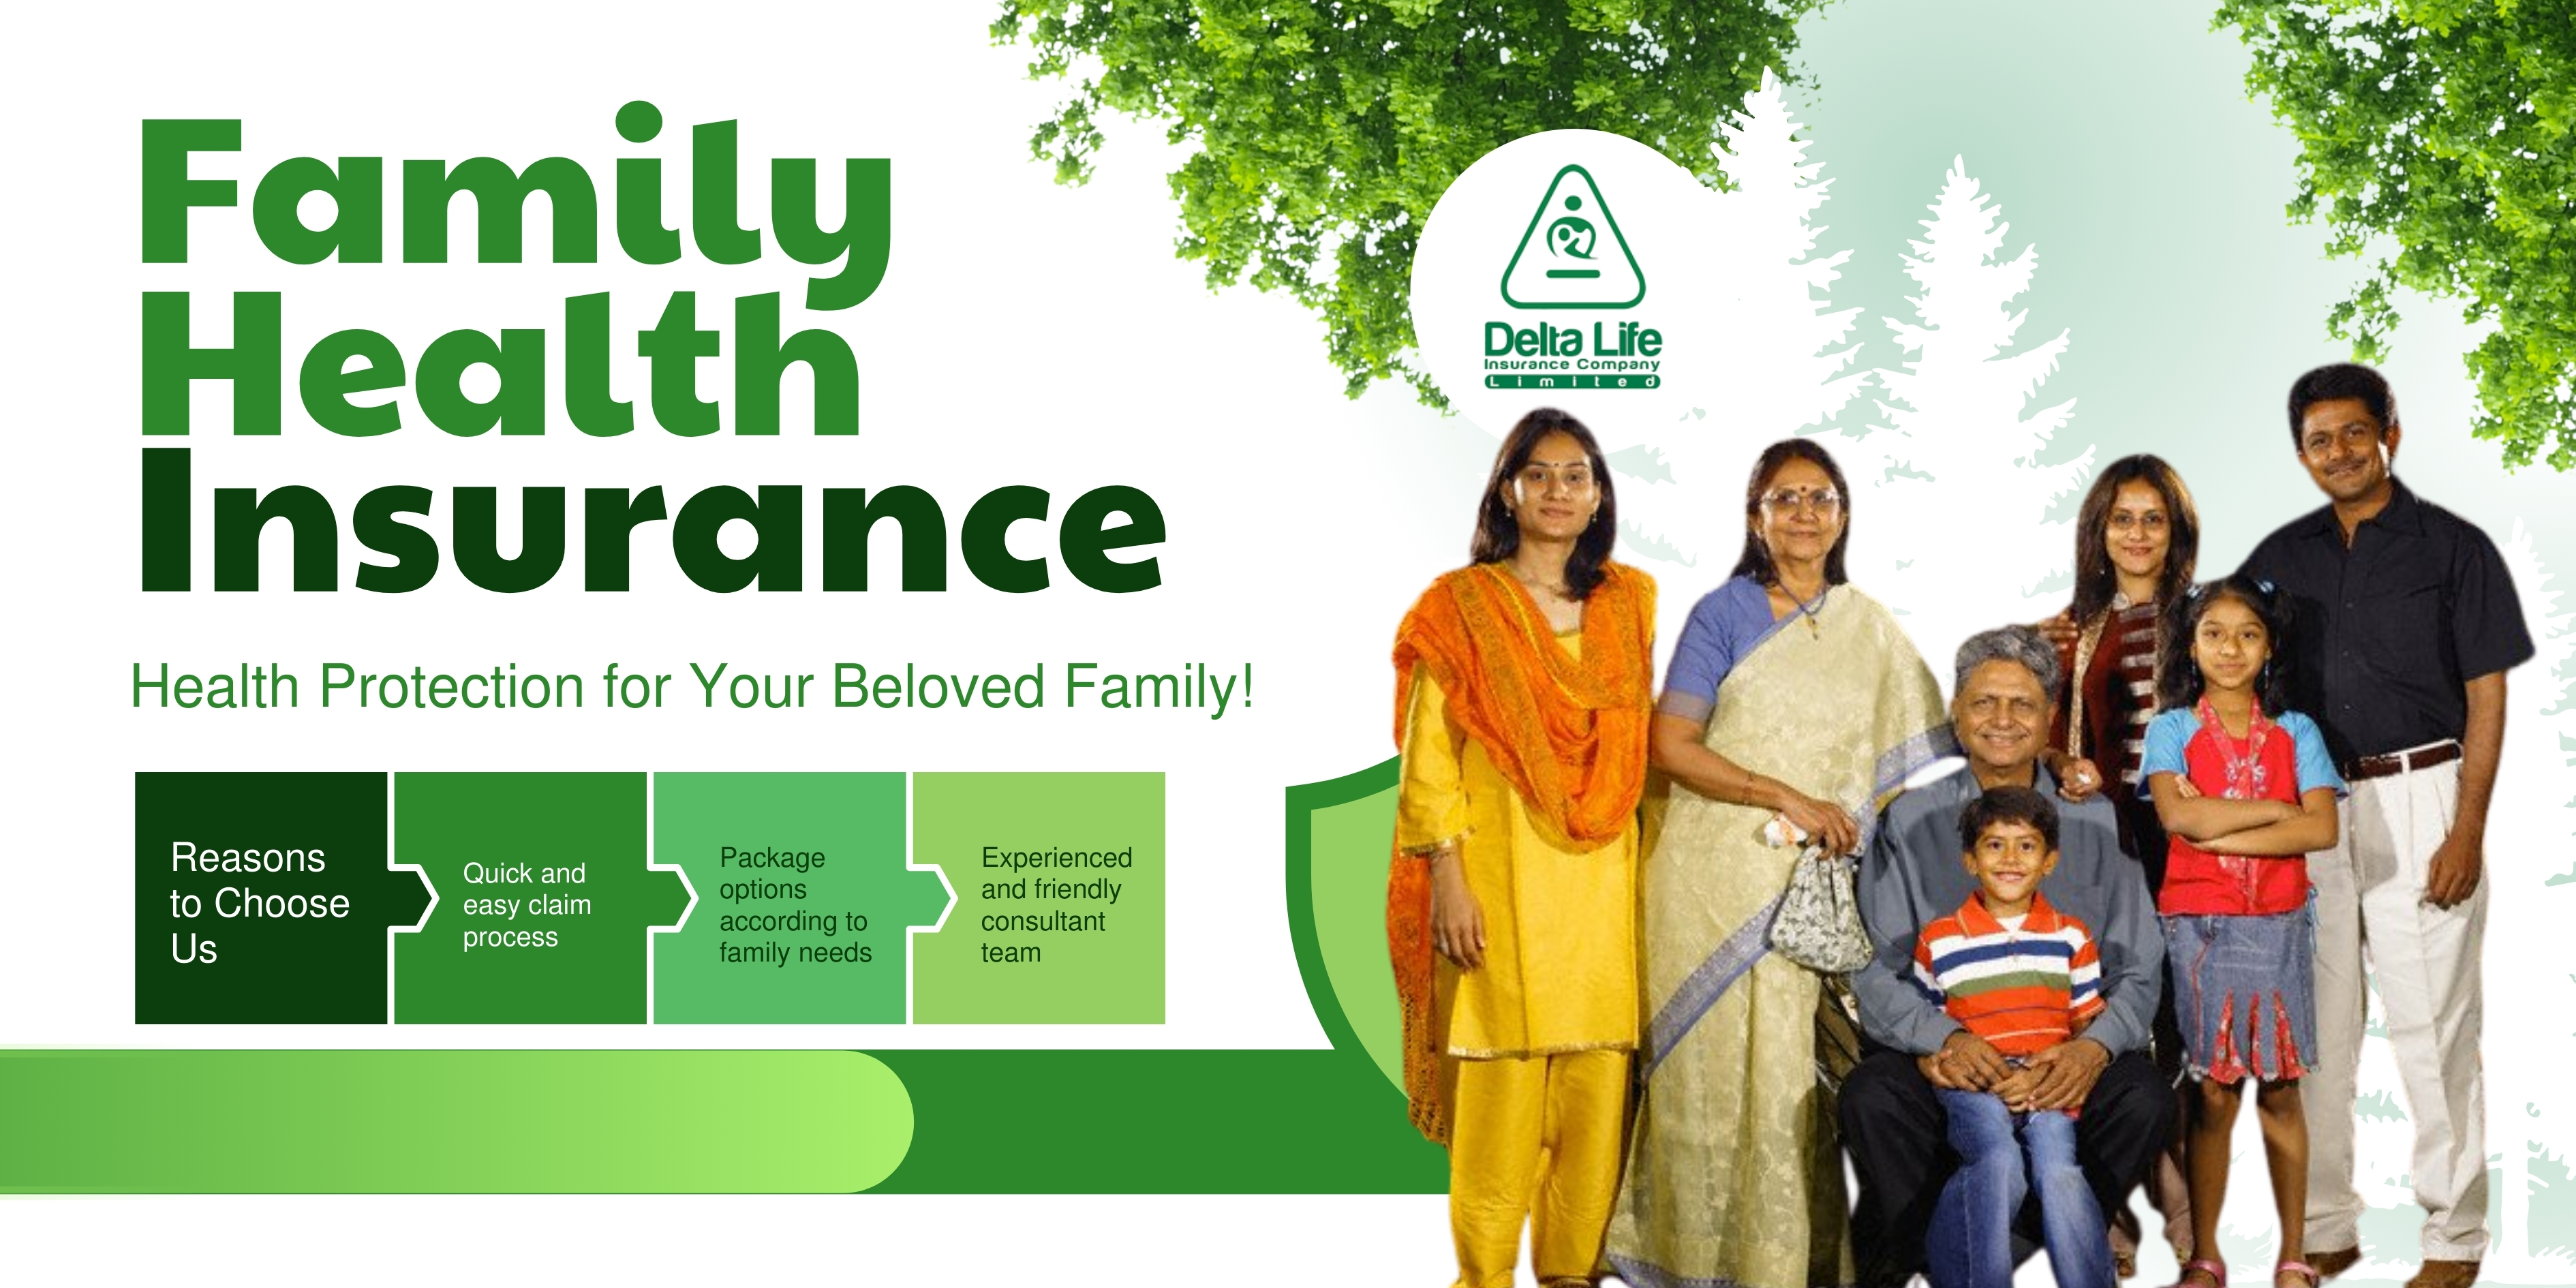 Family
Health
Insurance
Health Protection for Your Beloved Family!
Reasons
to Choose
Us
Quick and
easy claim
process
Package
options
according to
family needs
Experienced
and friendly
consultant
team
Delta Life
Insurance Company
Limited